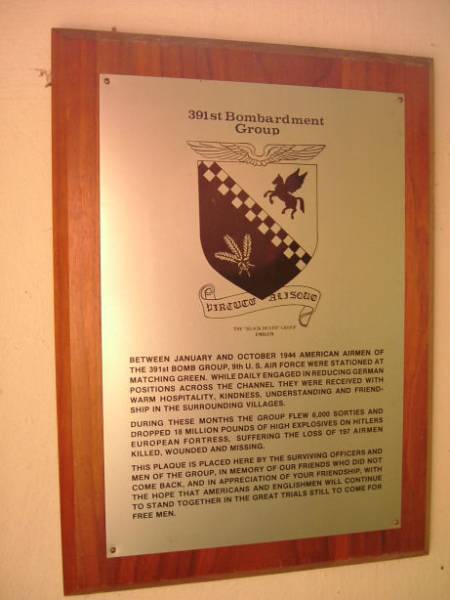 391st Bombardment
Group
VIRTUTE ALISQUE
THE "BLACK DEATH" GROUP
EMBLEM
BETWEEN JANUARY AND OCTOBER 1944 AMERICAN AIRMEN OF
THE 391st BOMB GROUP, 9th U. S. AIR FORCE WERE STATIONED AT
MATCHING GREEN. WHILE DAILY ENGAGED IN REDUCING GERMAN
POSITIONS ACROSS THE CHANNEL THEY WERE RECEIVED WITH
WARM HOSPITALITY, KINDNESS, UNDERSTANDING AND FRIEND-
SHIP IN THE SURROUNDING VILLAGES.
DURING THESE MONTHS THE GROUP FLEW 6,000 SORTIES AND
DROPPED 18 MILLION POUNDS OF HIGH EXPLOSIVES ON HITLERS
EUROPEAN FORTRESS, SUFFERING THE LOSS OF 197 AIRMEN
KILLED, WOUNDED AND MISSING.
THIS PLAQUE IS PLACED HERE BY THE SURVIVING OFFICERS AND
MEN OF THE GROUP, IN MEMORY OF OUR FRIENDS WHO DID NOT
COME BACK, AND IN APPRECIATION OF YOUR FRIENDSHIP, WITH
THE HOPE THAT AMERICANS AND ENGLISHMEN WILL CONTINUE
TO STAND TOGETHER IN THE GREAT TRIALS STILL TO COME FOR
FREE MEN.